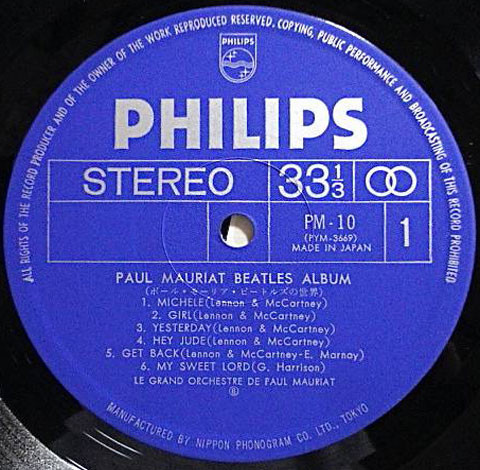 ALL RIGHTS OF THE RECORD PRODUCER AND OF THE OWNER OF THE WORK REPRODUCED RESERVED. COPYING, PUBLIC PERFORMANCE AND BROADCASTING OF THIS RECORD PROHIBITED
PHILIPS
PHILIPS
STEREO 33 1/3
PM-10 1
(PYM-3669)
MADE IN JAPAN
PAUL MAURIAT BEATLES ALBUM
(ポール・モーリア・ビートルズの世界)
1. MICHELE(Lennon & McCartney)
2. GIRL(Lennon & McCartney)
3. YESTERDAY(Lennon & McCartney)
4. HEY JUDE(Lennon & McCartney)
5. GET BACK(Lennon & McCartney-E. Marnay)
6. MY SWEET LORD(G. Harrison)
LE GRAND ORCHESTRE DE PAUL MAURIAT
MANUFACTURED BY NIPPON PHONOGRAM CO. LTD., TOKYO